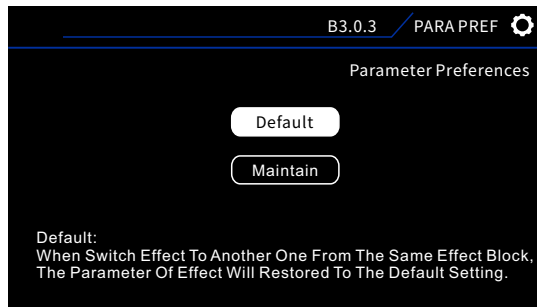 B3.0.3 PARA PREF
Parameter Preferences
Default
Maintain
Default:
When Switch Effect To Another One From The Same Effect Block,
The Parameter Of Effect Will Restored To The Default Setting.